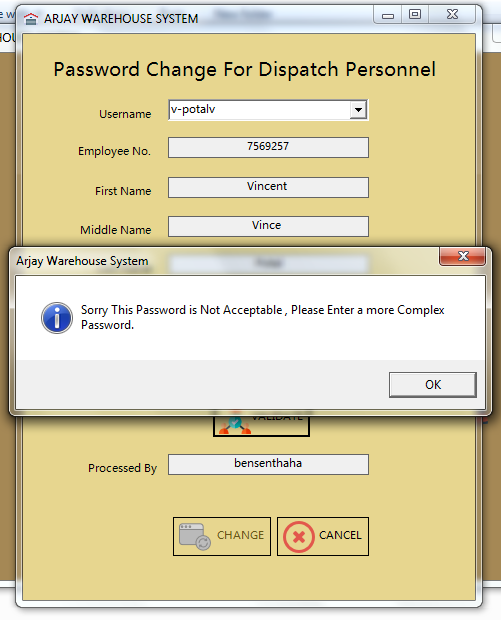 ARJAY WAREHOUSE SYSTEM
Password Change For Dispatch Personnel
Username v-potalv
Employee No. 7569257
First Name Vincent
Middle Name Vince
Arjay Warehouse System
Sorry This Password is Not Acceptable , Please Enter a more Complex
Password.
OK
VALIDATE
Processed By bensenthaha
CHANGE CANCEL